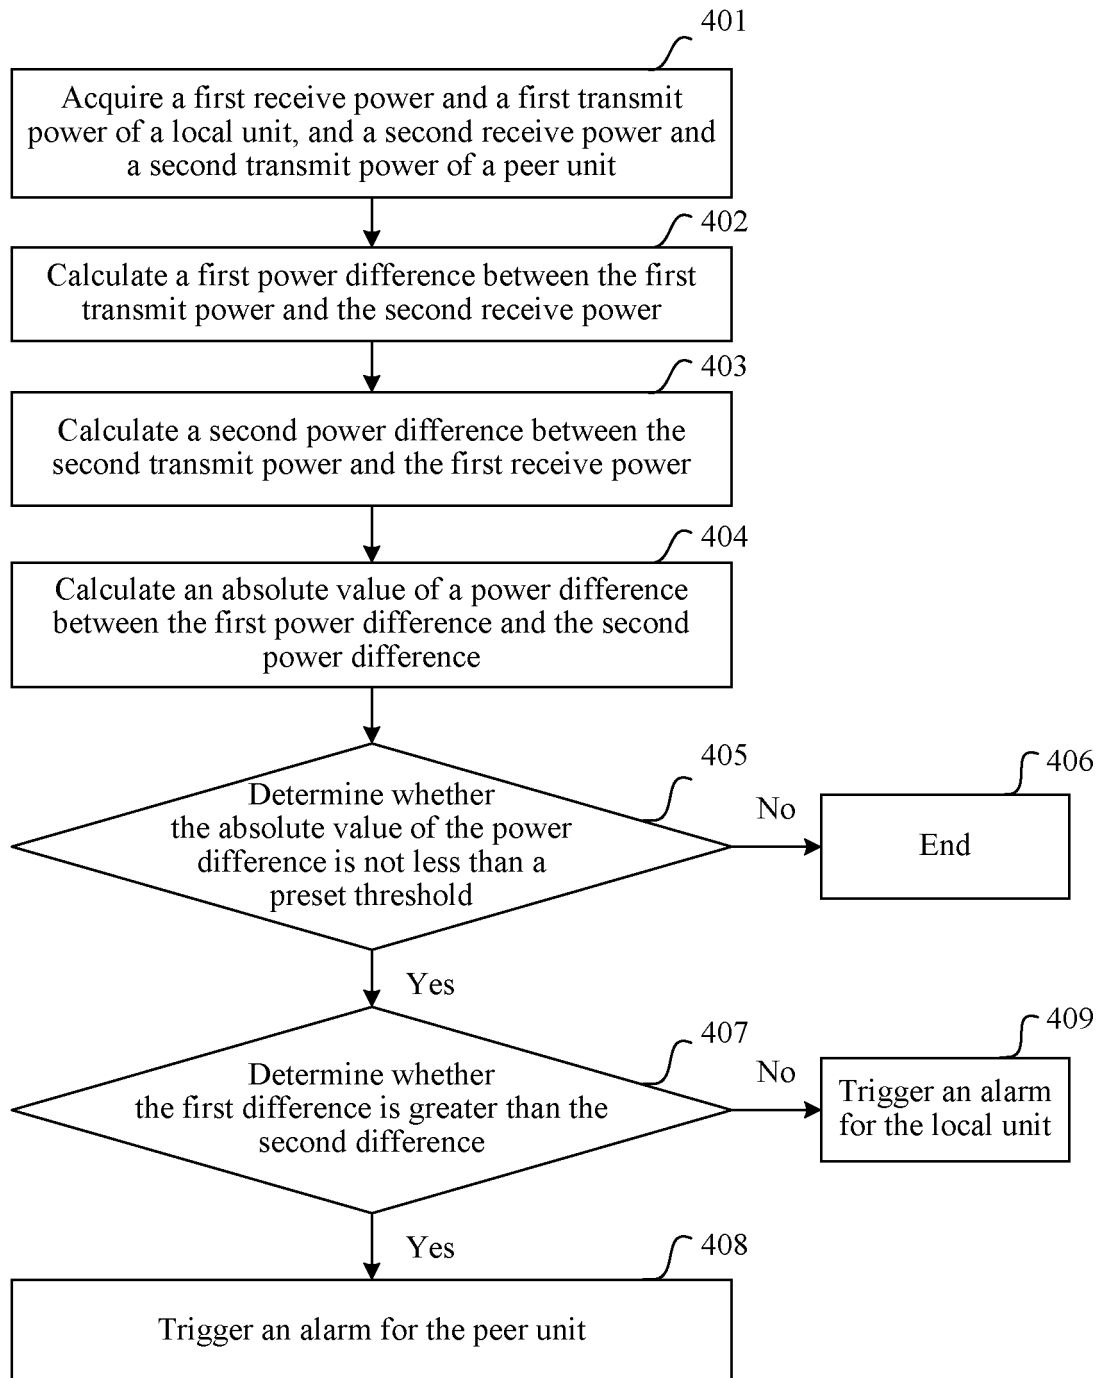 401
Acquire a first receive power and a first transmit
power of a local unit, and a second receive power and
a second transmit power of a peer unit
402
Calculate a first power difference between the first
transmit power and the second receive power
403
Calculate a second power difference between the
second transmit power and the first receive power
404
Calculate an absolute value of a power difference
between the first power difference and the second
power difference
405
Determine whether
the absolute value of the power
difference is not less than a
preset threshold
No
406
End
Yes
407
Determine whether
the first difference is greater than the
second difference
No
409
Trigger an alarm
for the local unit
Yes
408
Trigger an alarm for the peer unit